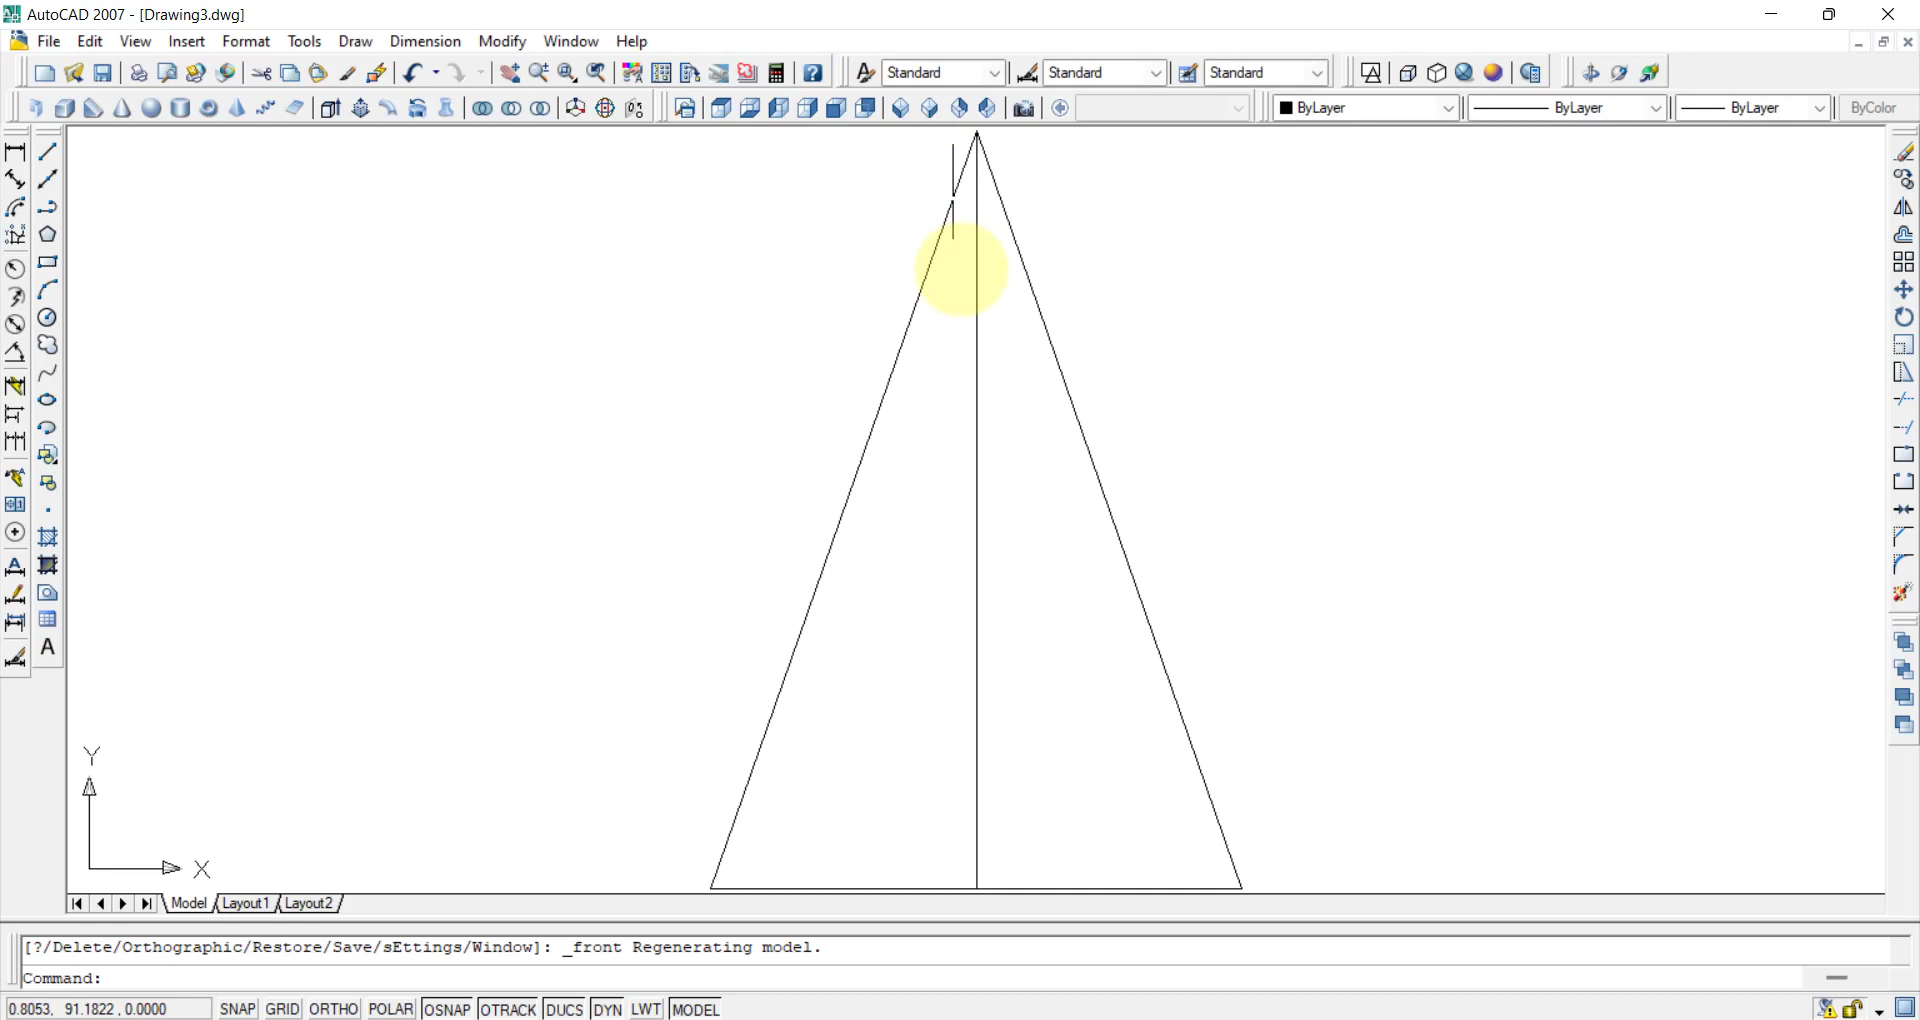 AutoCAD 2007 - [Drawing3.dwg]
File Edit View Insert Format Tools Draw Dimension Modify Window Help
Standard Standard Standard
ByLayer ByLayer ByLayer ByColor
A
Y
X
Model Layout1 Layout2
[?/Delete/Orthographic/Restore/Save/sEttings/Window]: _front Regenerating model.
Command:
0.8053, 91.1822 , 0.0000 SNAP GRID ORTHO POLAR OSNAP OTRACK DUCS DYN LWT MODEL